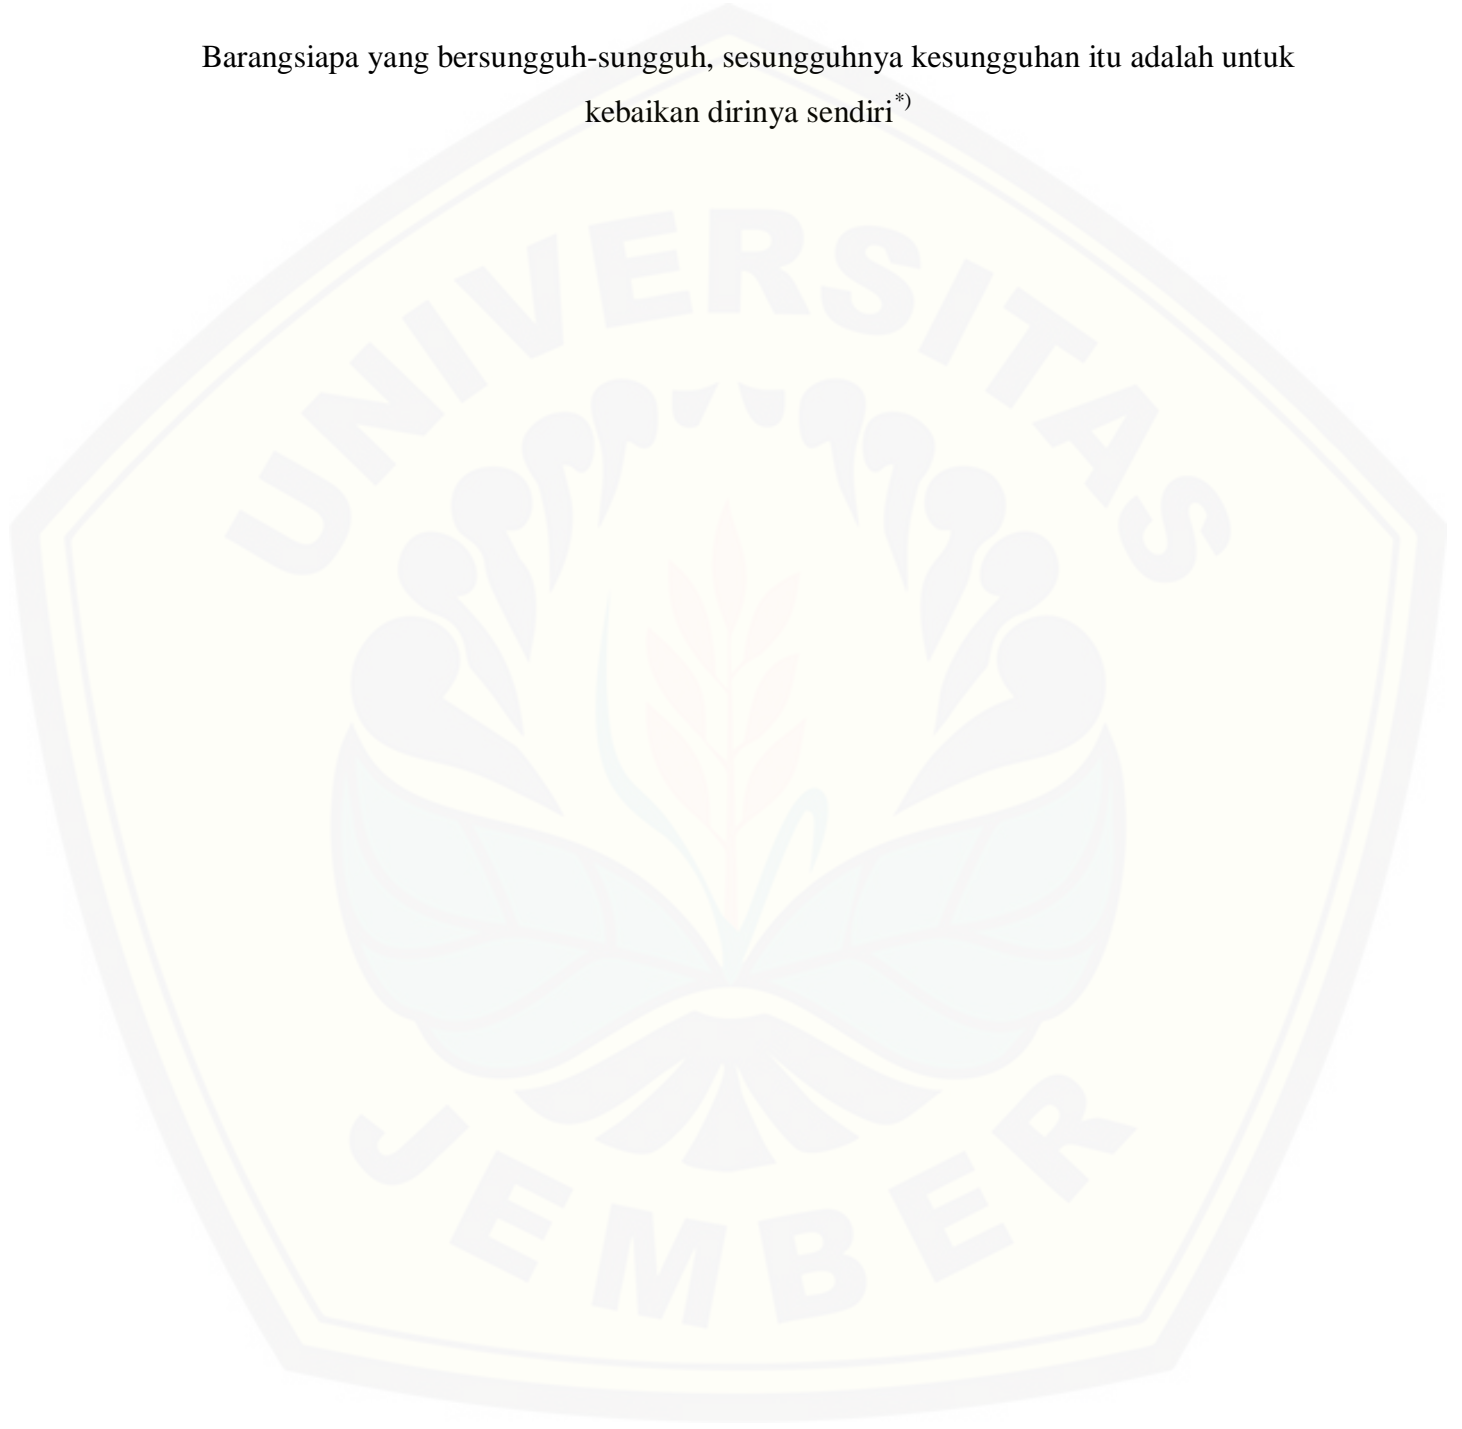 Barangsiapa yang bersungguh-sungguh, sesungguhnya kesungguhan itu adalah untuk
kebaikan dirinya sendiri*)
UNIVERSITAS
JEMBER